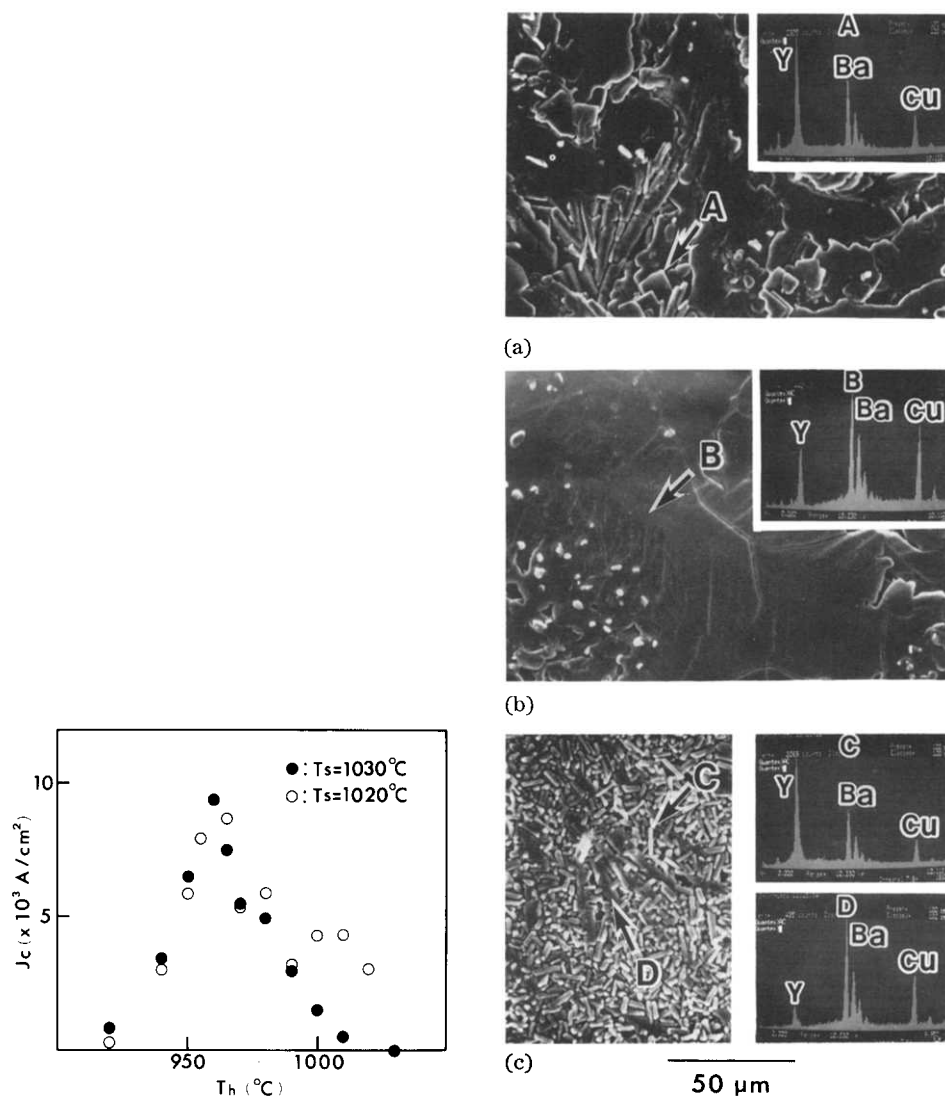 A
Y
Ba
Cu
A
(a)
B
Y
Ba
Cu
B
(b)
10
5
Jc (x 10³ A/cm²)
●: Ts=1030°C
○: Ts=1020°C
950
1000
Th (°C)
C
D
C
Y
Ba
Cu
D
Y
Ba
Cu
(c)
50 µm